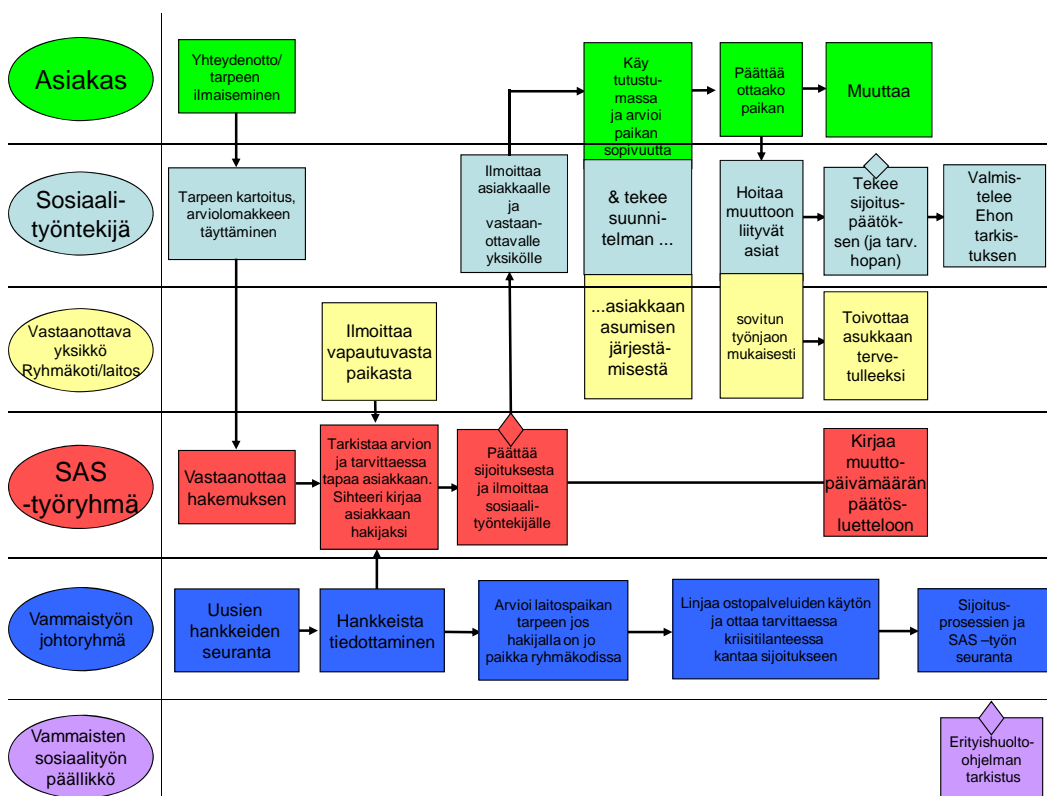 Asiakas
Yhteydenotto/
tarpeen
ilmaiseminen
Käy
tutustu-
massa
ja arvioi
paikan
sopivuutta
Päättää
ottaako
paikan
Muuttaa
Sosiaali-
työntekijä
Tarpeen kartoitus,
arviolomakkeen
täyttäminen
Ilmoittaa
asiakkaalle
ja
vastaan-
ottavalle
yksikölle
& tekee
suunni-
telman ...
Hoitaa
muuttoon
liityvät
asiat
Tekee
sijoitus-
päätök-
sen (ja tarv.
hopan)
Valmis-
telee
Ehon
tarkis-
tuksen
Vastaanottava
yksikkö
Ryhmäkoti/laitos
Ilmoittaa
vapautuvasta
paikasta
...asiakkaan
asumisen
järjestä-
misestä
sovitun
työnjaon
mukaisesti
Toivottaa
asukkaan
terve-
tulleeksi
SAS
-työryhmä
Vastaanottaa
hakemuksen
Tarkistaa arvion
ja tarvittaessa
tapaa asiakkaan.
Sihteeri kirjaa
asiakkaan
hakijaksi
Päättää
sijoituksesta
ja ilmoittaa
sosiaali-
työntekijälle
Kirjaa
muutto-
päivämäärän
päätös-
luetteloon
Vammaistyön
johtoryhmä
Uusien
hankkeiden
seuranta
Hankkeista
tiedottaminen
Arvioi laitospaikan
tarpeen jos
hakijalla on jo
paikka ryhmäkodissa
Linjaa ostopalveluiden käytön
ja ottaa tarvittaessa
kriisitilanteessa
kantaa sijoitukseen
Sijoitus-
prosessien ja
SAS –työn
seuranta
Vammaisten
sosiaalityön
päällikkö
Erityishuolto-
ohjelman
tarkistus